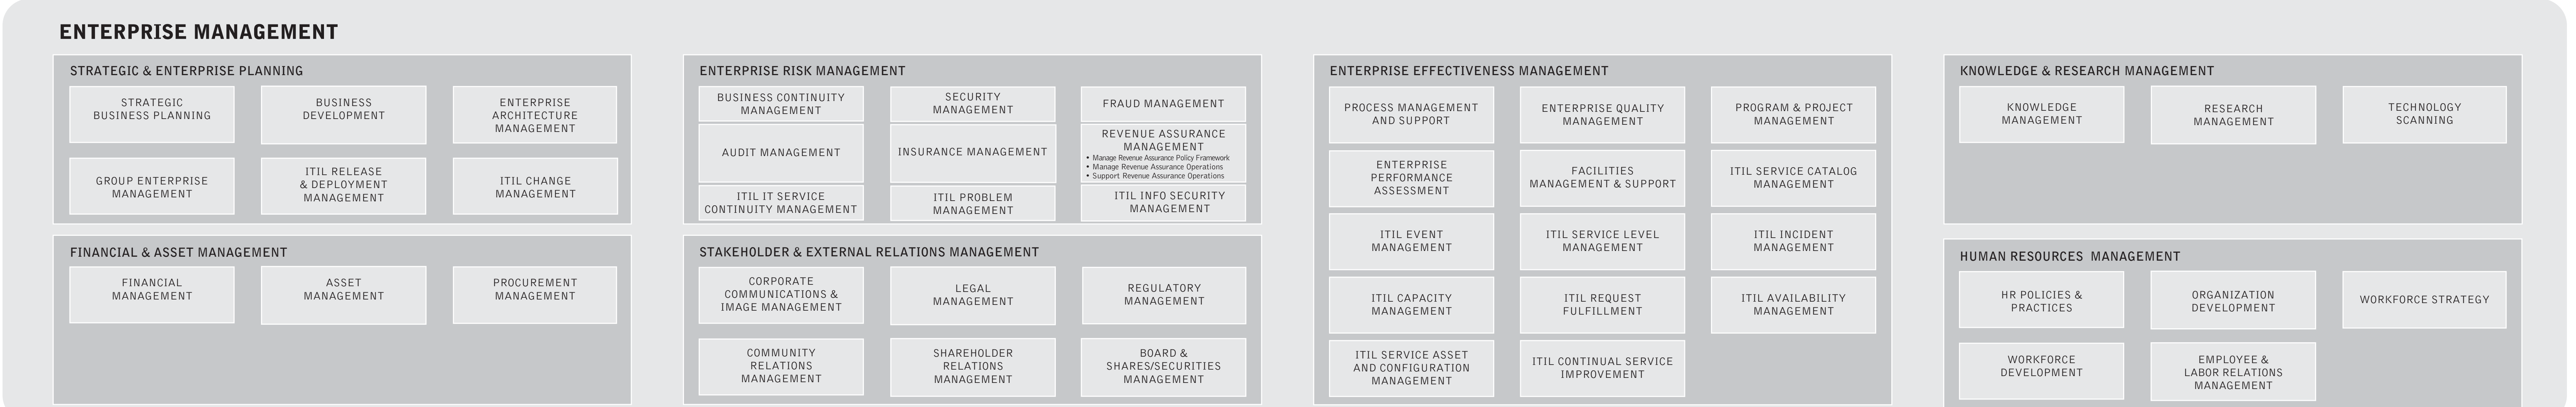 ENTERPRISE MANAGEMENT
STRATEGIC & ENTERPRISE PLANNING
STRATEGIC
BUSINESS PLANNING
BUSINESS
DEVELOPMENT
ENTERPRISE
ARCHITECTURE
MANAGEMENT
GROUP ENTERPRISE
MANAGEMENT
ITIL RELEASE
& DEPLOYMENT
MANAGEMENT
ITIL CHANGE
MANAGEMENT
FINANCIAL & ASSET MANAGEMENT
FINANCIAL
MANAGEMENT
ASSET
MANAGEMENT
PROCUREMENT
MANAGEMENT
ENTERPRISE RISK MANAGEMENT
BUSINESS CONTINUITY
MANAGEMENT
SECURITY
MANAGEMENT
FRAUD MANAGEMENT
AUDIT MANAGEMENT
INSURANCE MANAGEMENT
REVENUE ASSURANCE
MANAGEMENT
• Manage Revenue Assurance Policy Framework
• Manage Revenue Assurance Operations
• Support Revenue Assurance Operations
ITIL IT SERVICE
CONTINUITY MANAGEMENT
ITIL PROBLEM
MANAGEMENT
ITIL INFO SECURITY
MANAGEMENT
STAKEHOLDER & EXTERNAL RELATIONS MANAGEMENT
CORPORATE
COMMUNICATIONS &
IMAGE MANAGEMENT
LEGAL
MANAGEMENT
REGULATORY
MANAGEMENT
COMMUNITY
RELATIONS
MANAGEMENT
SHAREHOLDER
RELATIONS
MANAGEMENT
BOARD &
SHARES/SECURITIES
MANAGEMENT
ENTERPRISE EFFECTIVENESS MANAGEMENT
PROCESS MANAGEMENT
AND SUPPORT
ENTERPRISE QUALITY
MANAGEMENT
PROGRAM & PROJECT
MANAGEMENT
ENTERPRISE
PERFORMANCE
ASSESSMENT
FACILITIES
MANAGEMENT & SUPPORT
ITIL SERVICE CATALOG
MANAGEMENT
ITIL EVENT
MANAGEMENT
ITIL SERVICE LEVEL
MANAGEMENT
ITIL INCIDENT
MANAGEMENT
ITIL CAPACITY
MANAGEMENT
ITIL REQUEST
FULFILLMENT
ITIL AVAILABILITY
MANAGEMENT
ITIL SERVICE ASSET
AND CONFIGURATION
MANAGEMENT
ITIL CONTINUAL SERVICE
IMPROVEMENT
KNOWLEDGE & RESEARCH MANAGEMENT
KNOWLEDGE
MANAGEMENT
RESEARCH
MANAGEMENT
TECHNOLOGY
SCANNING
HUMAN RESOURCES MANAGEMENT
HR POLICIES &
PRACTICES
ORGANIZATION
DEVELOPMENT
WORKFORCE STRATEGY
WORKFORCE
DEVELOPMENT
EMPLOYEE &
LABOR RELATIONS
MANAGEMENT